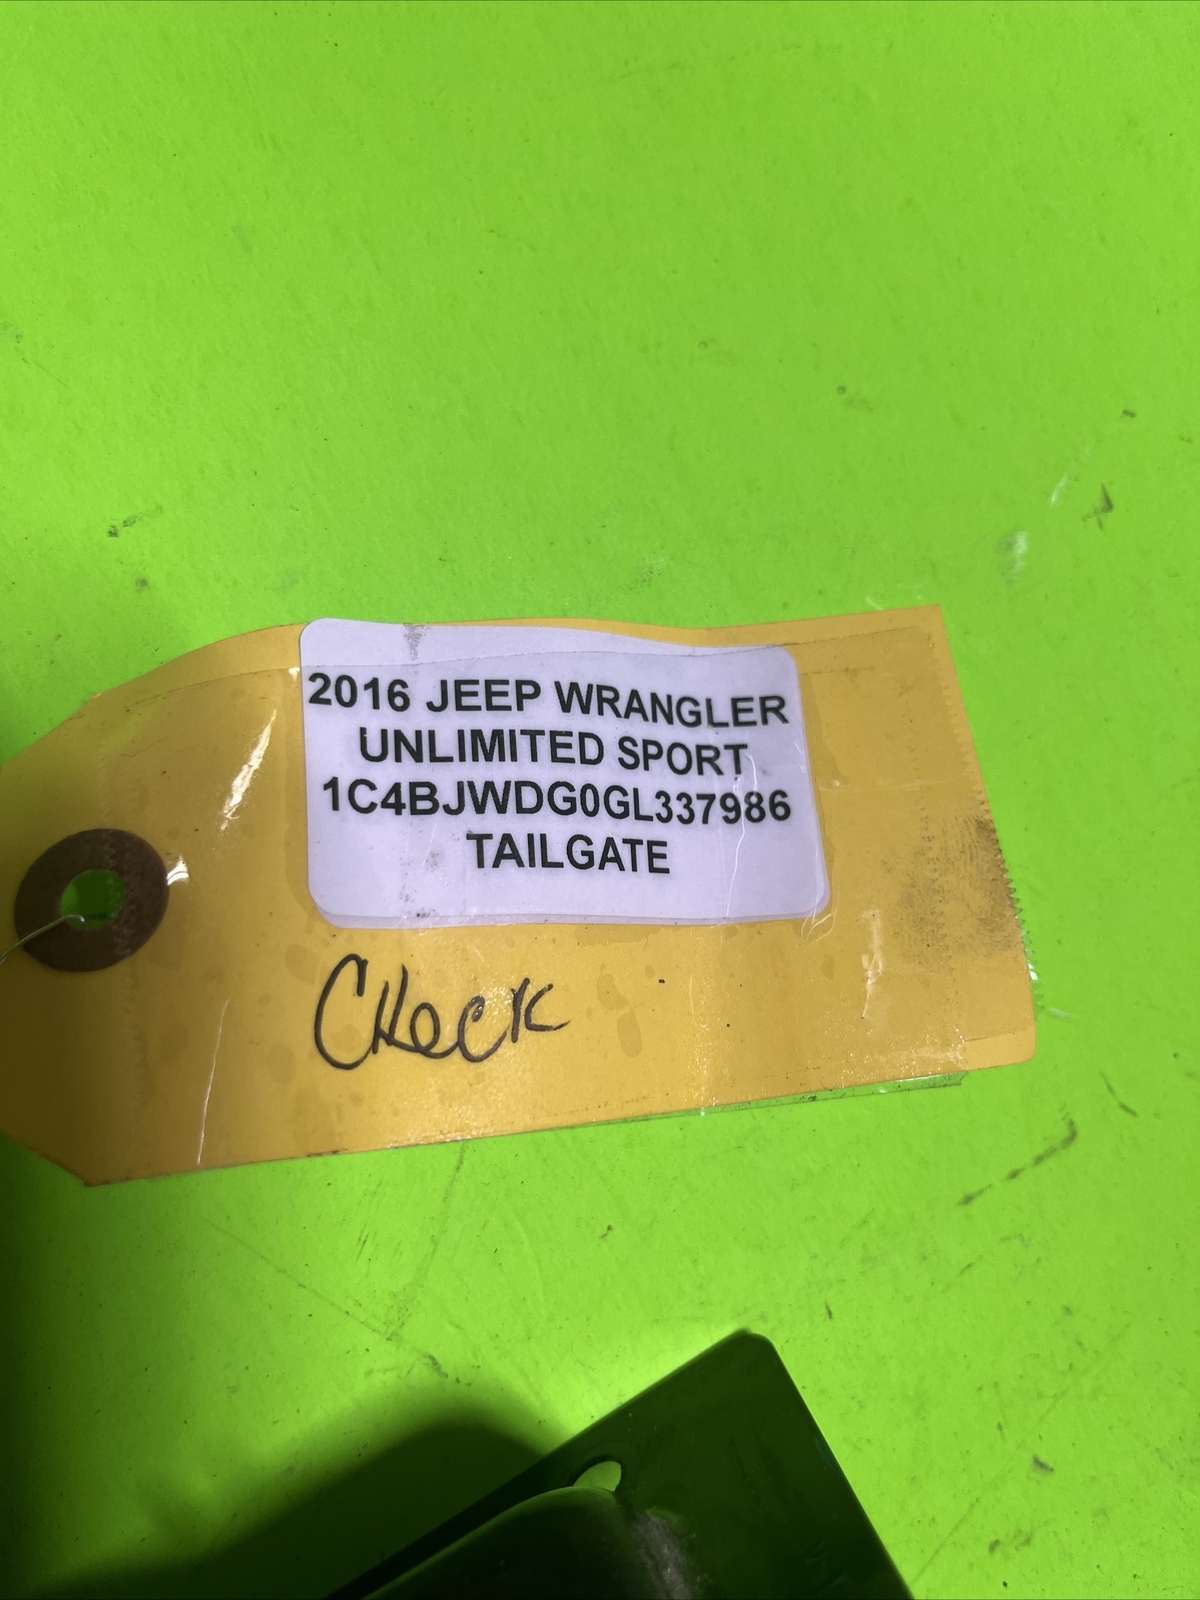 2016 JEEP WRANGLER
UNLIMITED SPORT
1C4BJWDG0GL337986
TAILGATE
CHecK